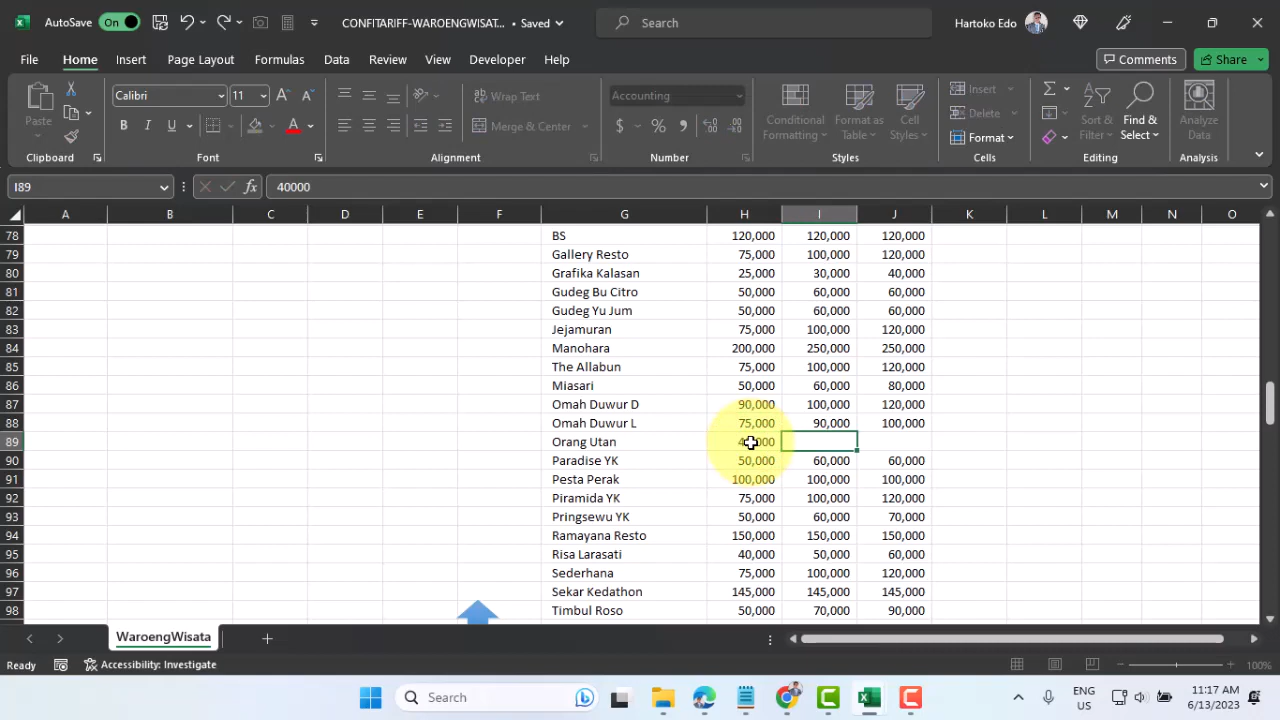 AutoSave On CONFITARIFF-WAROENGWISAT... • Saved Search Hartoko Edo
File Home Insert Page Layout Formulas Data Review View Developer Help Comments Share
Paste Calibri 11 A A Wrap Text Accounting Conditional Formatting Format as Table Cell Styles Insert Sort & Filter Find & Select Analyze Data
B I U A Merge & Center $ % Delete
Format
Clipboard Font Alignment Number Styles Cells Editing Analysis
I89 fx 40000
A B C D E F G H I J K L M N O
78 BS 120,000 120,000 120,000
79 Gallery Resto 75,000 100,000 120,000
80 Grafika Kalasan 25,000 30,000 40,000
81 Gudeg Bu Citro 50,000 60,000 60,000
82 Gudeg Yu Jum 50,000 60,000 60,000
83 Jejamuran 75,000 100,000 120,000
84 Manohara 200,000 250,000 250,000
85 The Allabun 75,000 100,000 120,000
86 Miasari 50,000 60,000 80,000
87 Omah Duwur D 90,000 100,000 120,000
88 Omah Duwur L 75,000 90,000 100,000
89 Orang Utan
90 Paradise YK 50,000 60,000 60,000
91 Pesta Perak 100,000 100,000 100,000
92 Piramida YK 75,000 100,000 120,000
93 Pringsewu YK 50,000 60,000 70,000
94 Ramayana Resto 150,000 150,000 150,000
95 Risa Larasati 40,000 50,000 60,000
96 Sederhana 75,000 100,000 120,000
97 Sekar Kedathon 145,000 145,000 145,000
98 Timbul Roso 50,000 70,000 90,000
WaroengWisata
Ready Accessibility: Investigate 100%
Search ENG US 11:17 AM 6/13/2023